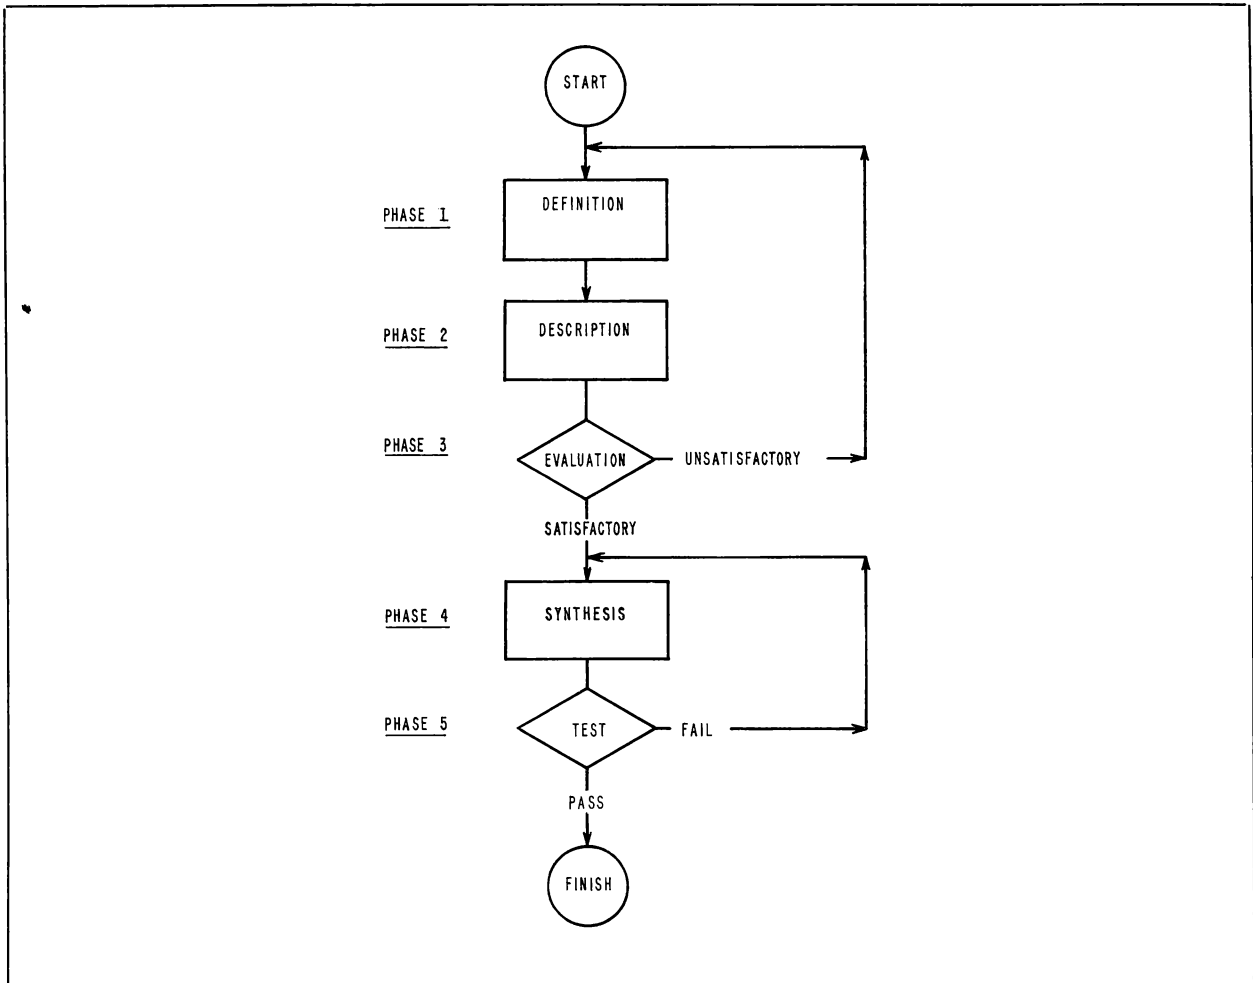 START
DEFINITION
PHASE 1
DESCRIPTION
PHASE 2
PHASE 3
EVALUATION
UNSATISFACTORY
SATISFACTORY
SYNTHESIS
PHASE 4
PHASE 5
TEST
FAIL
PASS
FINISH